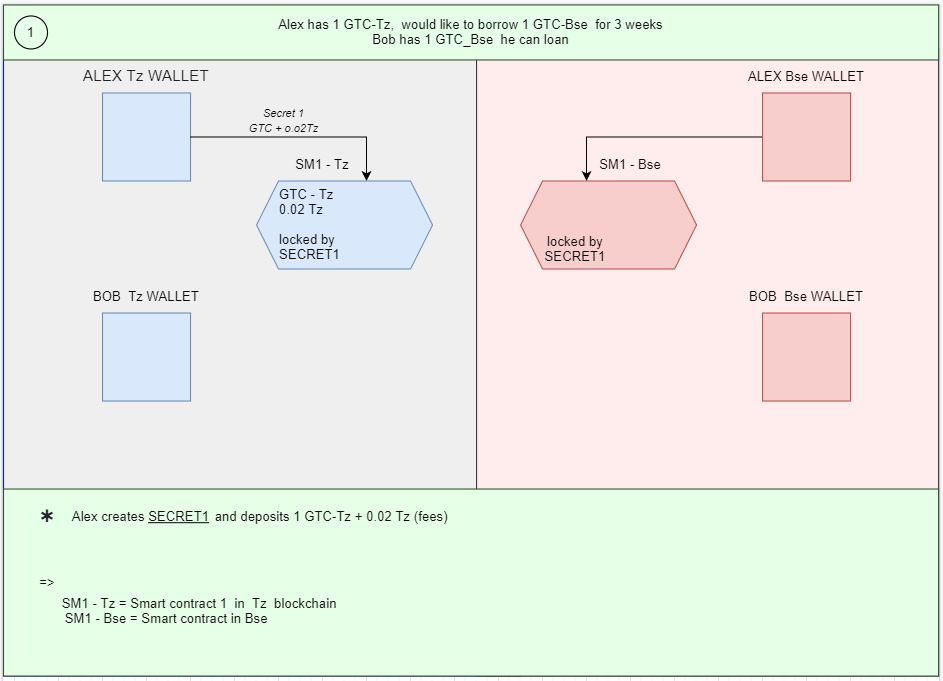 1
Alex has 1 GTC-Tz, would like to borrow 1 GTC-Bse for 3 weeks
Bob has 1 GTC_Bse he can loan
ALEX Tz WALLET
ALEX Bse WALLET
Secret 1
GTC + o.o2Tz
SM1 - Tz
SM1 - Bse
GTC - Tz
0.02 Tz
locked by
SECRET1
locked by
SECRET1
BOB Tz WALLET
BOB Bse WALLET
* Alex creates SECRET1 and deposits 1 GTC-Tz + 0.02 Tz (fees)
=>
SM1 - Tz = Smart contract 1 in Tz blockchain
SM1 - Bse = Smart contract in Bse